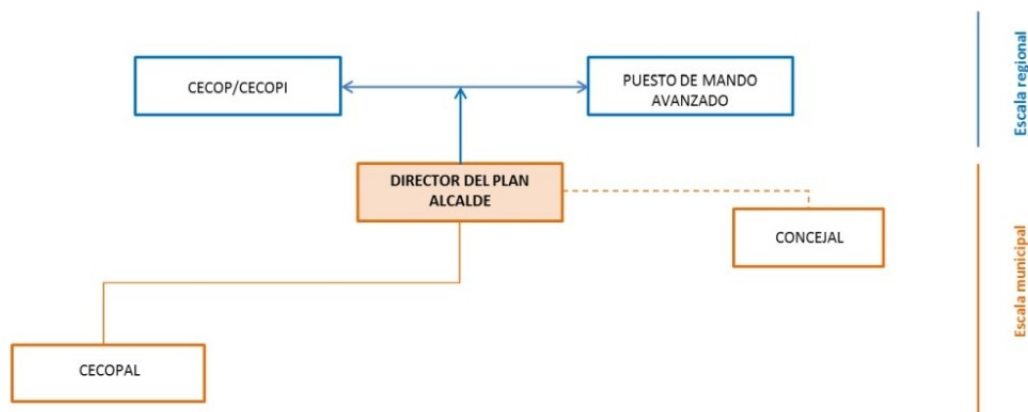 CECOP/CECOPI
PUESTO DE MANDO
AVANZADO
Escala regional
DIRECTOR DEL PLAN
ALCALDE
CONCEJAL
Escala municipal
CECOPAL